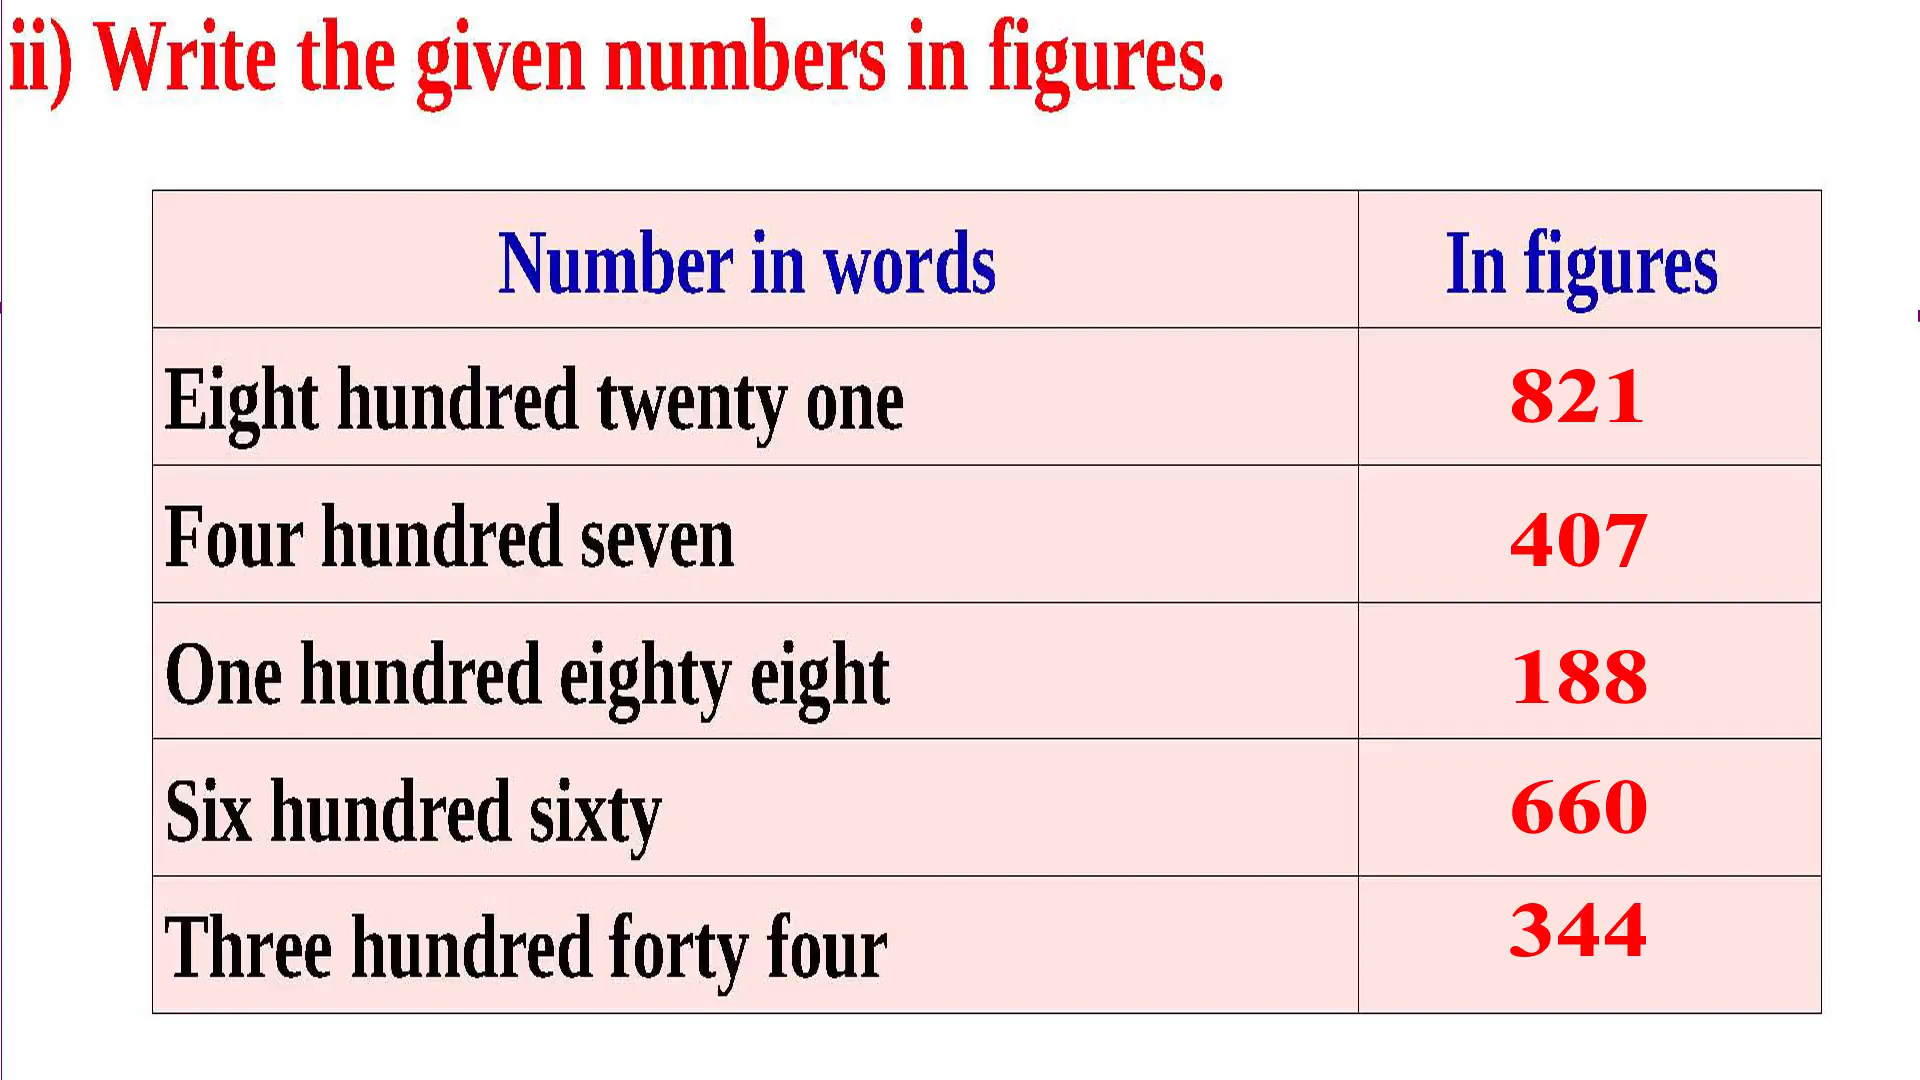 ii) Write the given numbers in figures.
Number in words In figures
Eight hundred twenty one 821
Four hundred seven 407
One hundred eighty eight 188
Six hundred sixty 660
Three hundred forty four 344